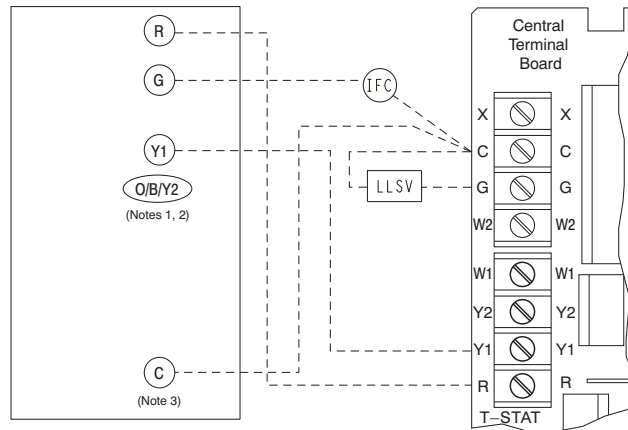 R
G
Y1
O/B/Y2
(Notes 1, 2)
C
(Note 3)
IFC
LLSV
Central
Terminal
Board
X X
C C
G G
W2 W2
W1 W1
Y2 Y2
Y1 Y1
R R
T–STAT